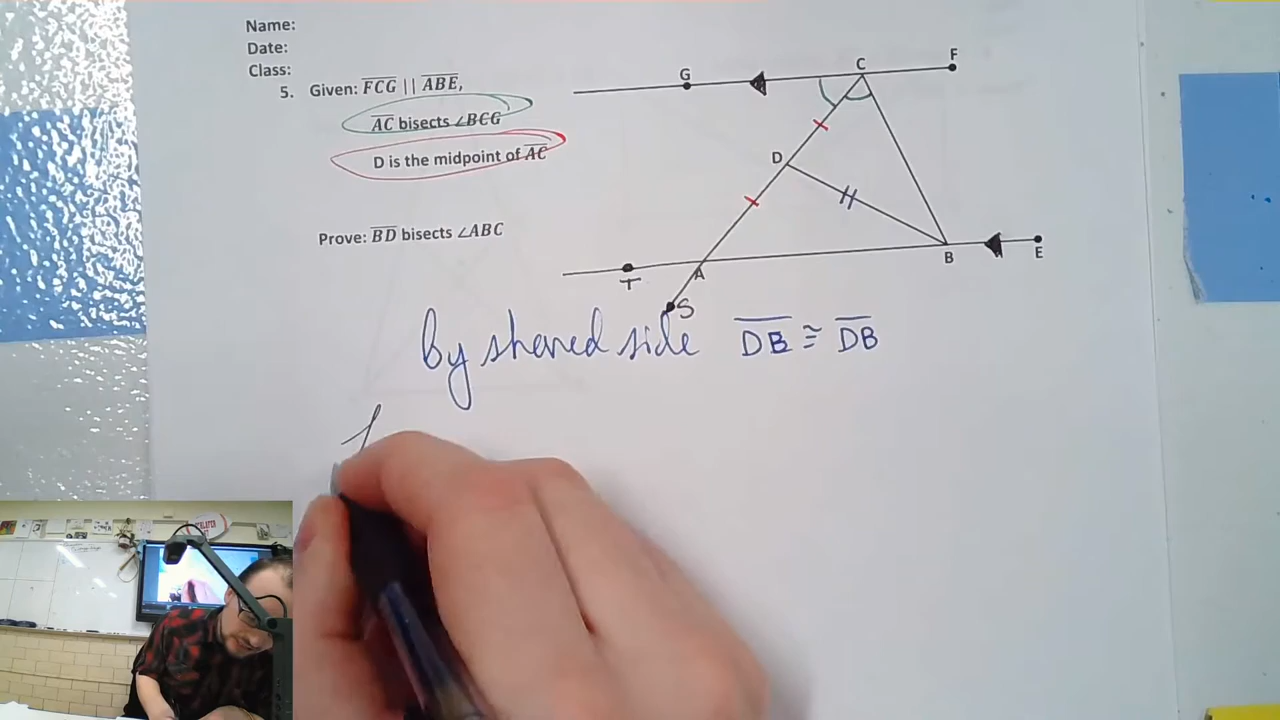 Name:
Date:
Class:
5. Given: FCG || ABE,
AC bisects ∠BCG
D is the midpoint of AC
Prove: BD bisects ∠ABC
G
C
F
D
A
B
E
T
S
By shared side DB ≅ DB